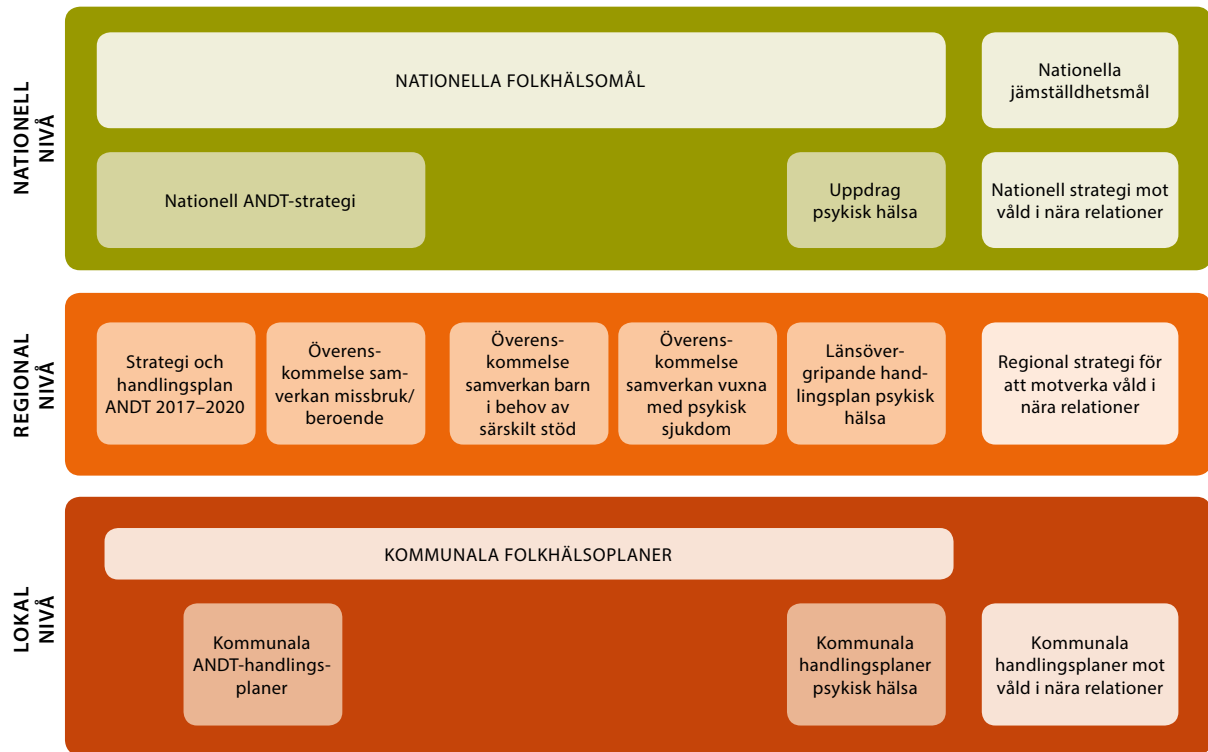 NATIONELL
NIVÅ
NATIONELLA FOLKHÄLSOMÅL
Nationella
jämställdhetsmål
Nationell ANDT-strategi
Uppdrag
psykisk hälsa
Nationell strategi mot
våld i nära relationer
REGIONAL
NIVÅ
Strategi och
handlingsplan
ANDT 2017–2020
Överens-
kommelse sam-
verkan missbruk/
beroende
Överens-
kommelse
samverkan barn
i behov av
särskilt stöd
Överens-
kommelse
samverkan vuxna
med psykisk
sjukdom
Länsöver-
gripande hand-
lingsplan psykisk
hälsa
Regional strategi för
att motverka våld i
nära relationer
LOKAL
NIVÅ
KOMMUNALA FOLKHÄLSOPLANER
Kommunala
ANDT-handlings-
planer
Kommunala
handlingsplaner
psykisk hälsa
Kommunala
handlingsplaner mot
våld i nära relationer